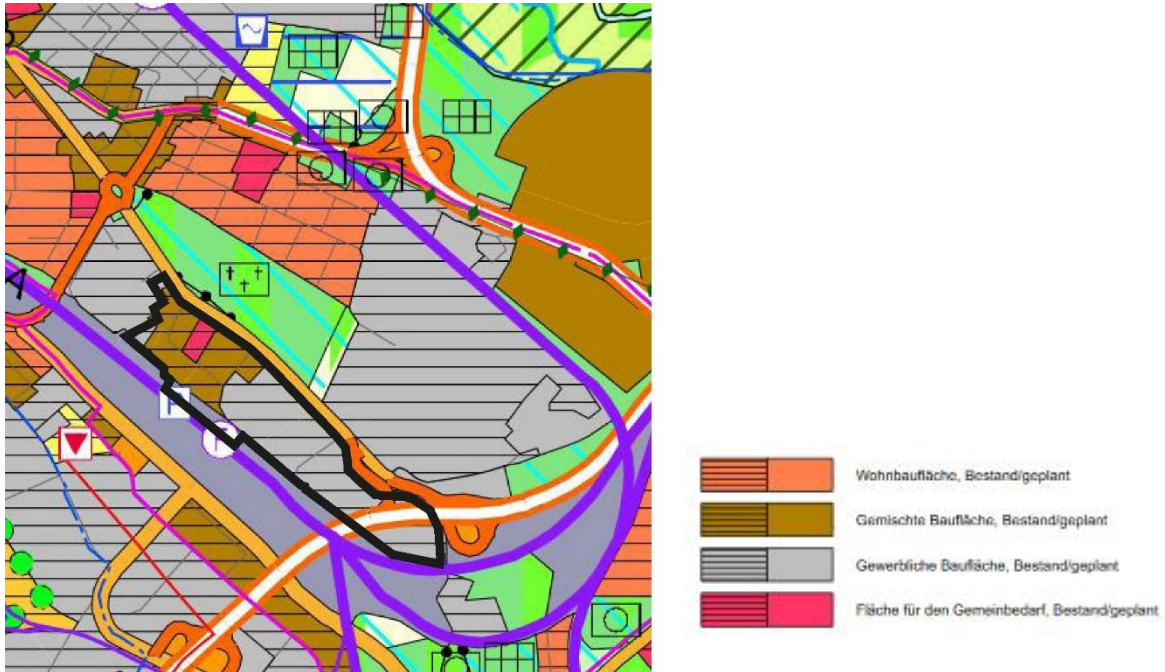 A
F
Wohnbaufläche, Bestand/geplant
Gemischte Baufläche, Bestand/geplant
Gewerbliche Baufläche, Bestand/geplant
Fläche für den Gemeinbedarf, Bestand/geplant